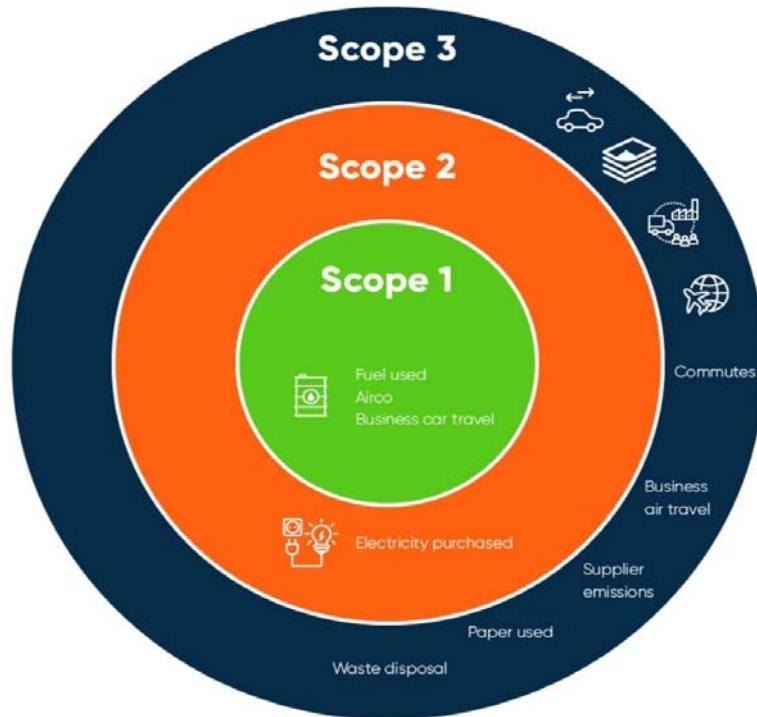 Scope 3
Scope 2
Scope 1
Fuel used
Airco
Business car travel
Commutes
Business
air travel
Electricity purchased
Supplier
emissions
Paper used
Waste disposal